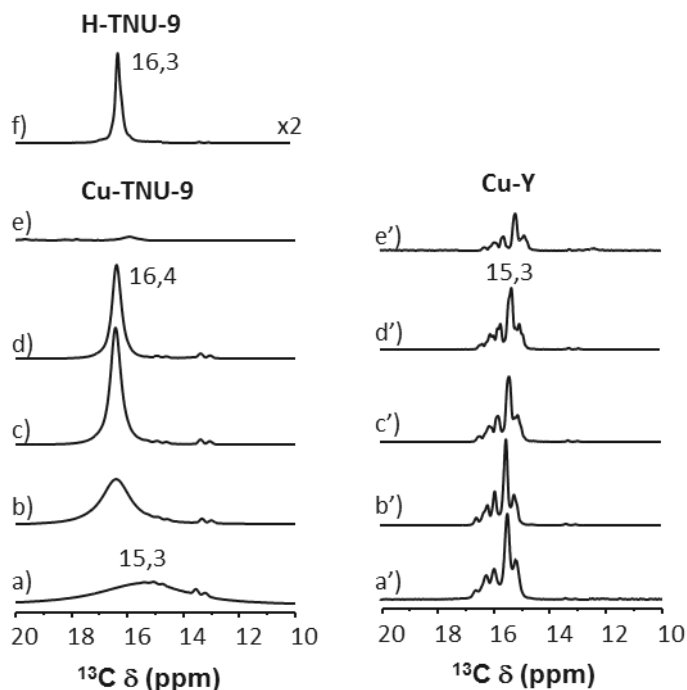 H-TNU-9
16,3
f)
x2
Cu-TNU-9
e)
16,4
d)
c)
b)
15,3
a)
20 18 16 14 12 10
¹³C δ (ppm)
Cu-Y
e')
15,3
d')
c')
b')
a')
20 18 16 14 12 10
¹³C δ (ppm)